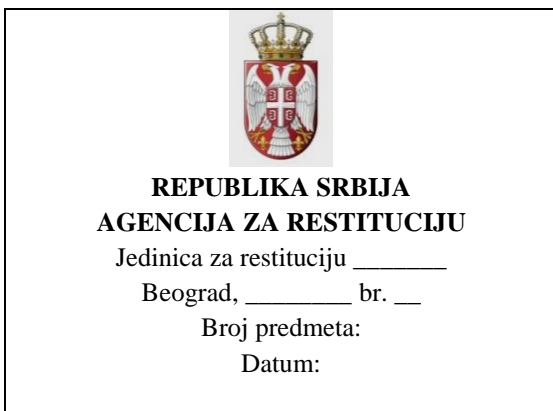 REPUBLIKA SRBIJA
AGENCIJA ZA RESTITUCIJU
Jedinica za restituciju _______
Beograd, ________ br. __
Broj predmeta:
Datum: